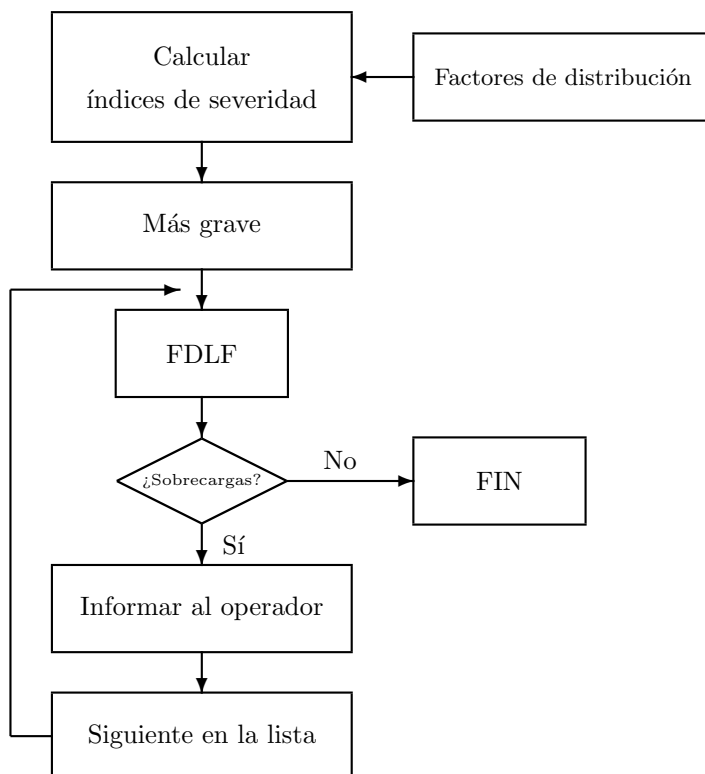 Calcular
índices de severidad
Factores de distribución
Más grave
FDLF
¿Sobrecargas?
No
FIN
Sí
Informar al operador
Siguiente en la lista